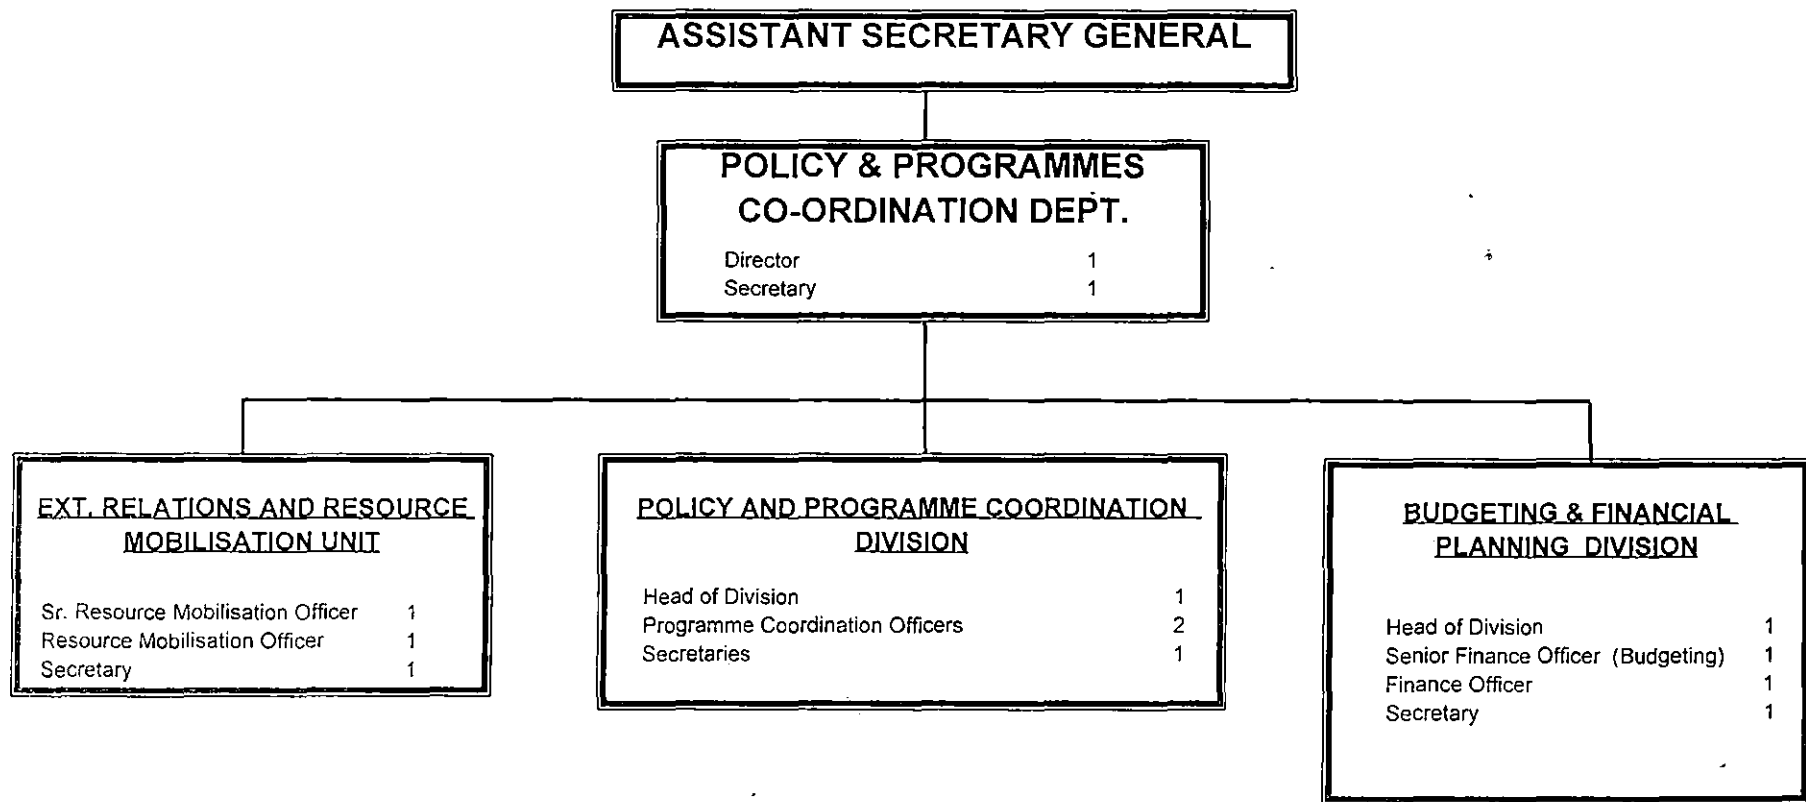 ASSISTANT SECRETARY GENERAL
POLICY & PROGRAMMES
CO-ORDINATION DEPT.
Director 1
Secretary 1
EXT. RELATIONS AND RESOURCE
MOBILISATION UNIT
Sr. Resource Mobilisation Officer 1
Resource Mobilisation Officer 1
Secretary 1
POLICY AND PROGRAMME COORDINATION
DIVISION
Head of Division 1
Programme Coordination Officers 2
Secretaries 1
BUDGETING & FINANCIAL
PLANNING DIVISION
Head of Division 1
Senior Finance Officer (Budgeting) 1
Finance Officer 1
Secretary 1